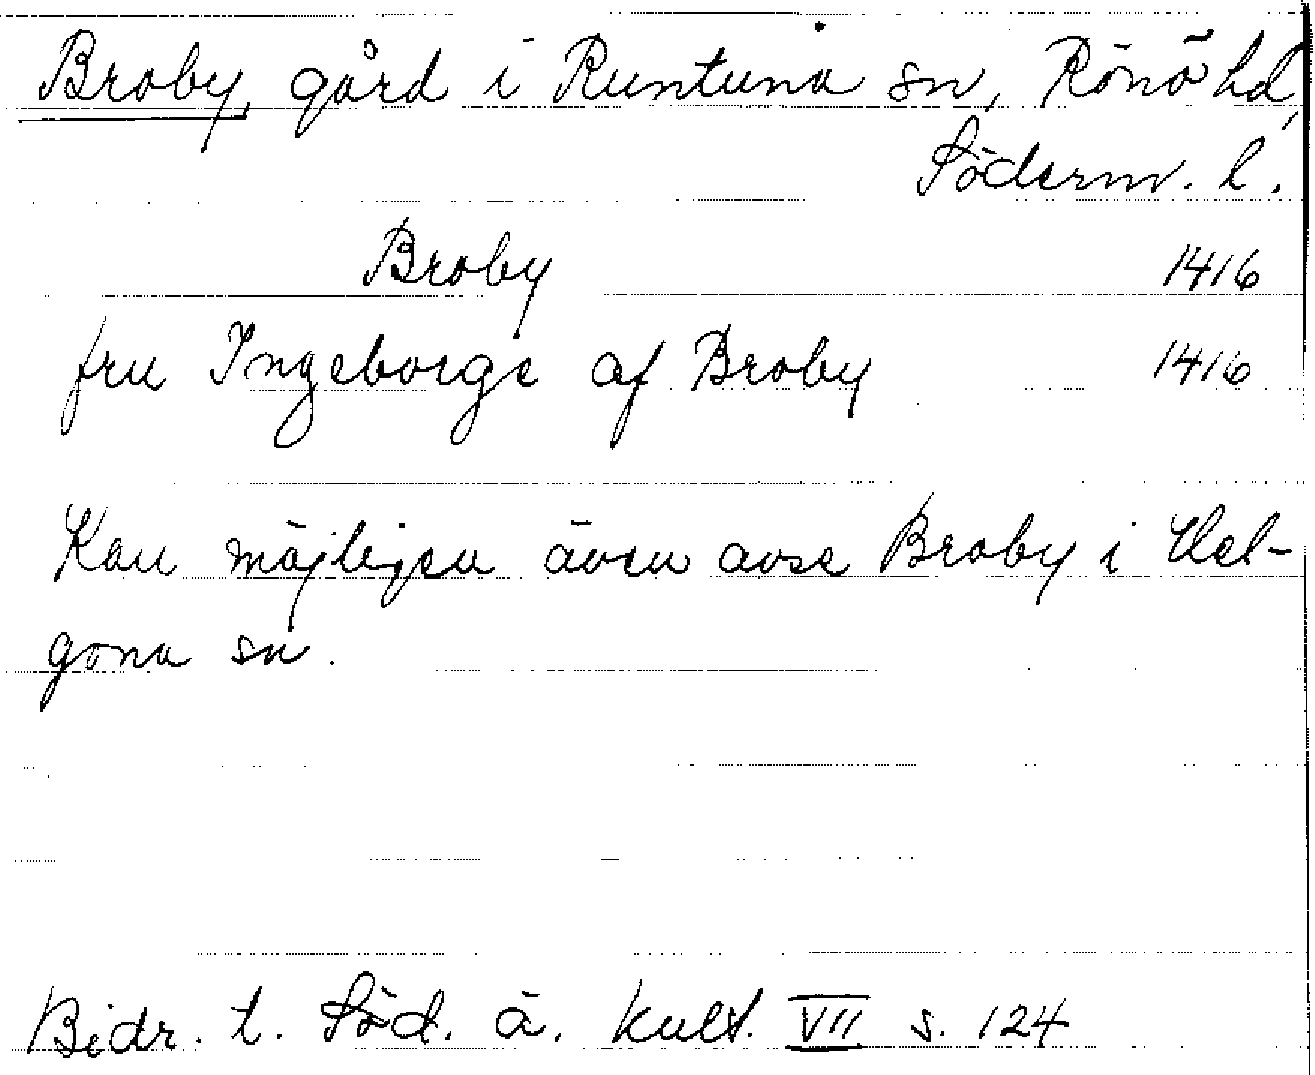 Broby, gård i Runtuna sn, Rönö hd,
Söderm. l.
Broby 1416
fru Ingeborge af Broby 1416
Kan möjligen även avse Broby i Hel-
gona sn.
Bidr. t. Söd. ä. kult. VII s. 124